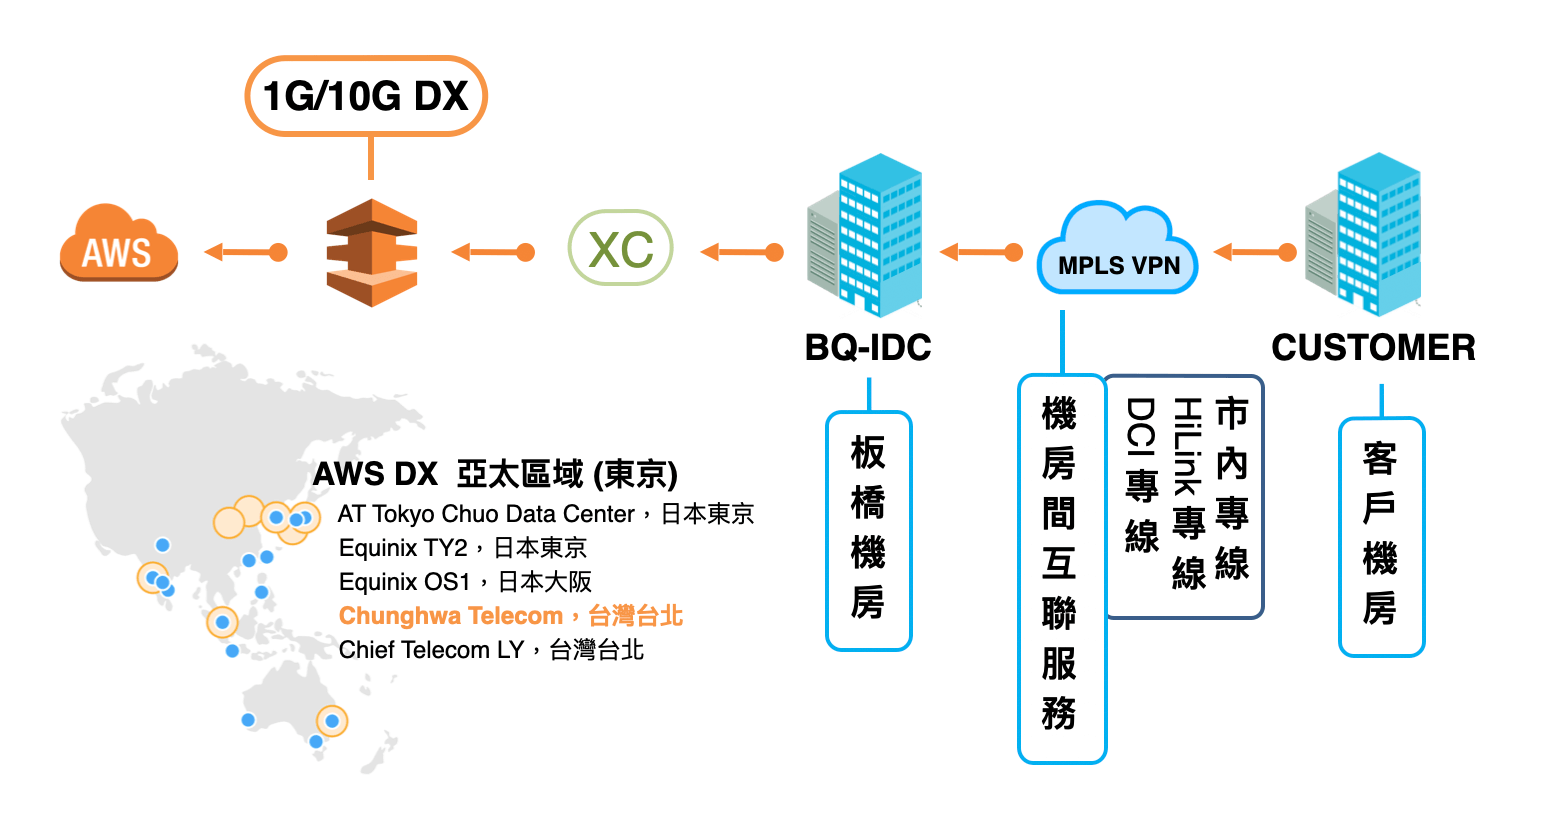 1G/10G DX
AWS
XC
MPLS VPN
BQ-IDC
CUSTOMER
板橋機房
機房間互聯服務
市內專線
HiLink 專線
DCI 專線
客戶機房
AWS DX 亞太區域 (東京)
AT Tokyo Chuo Data Center，日本東京
Equinix TY2，日本東京
Equinix OS1，日本大阪
Chunghwa Telecom，台灣台北
Chief Telecom LY，台灣台北